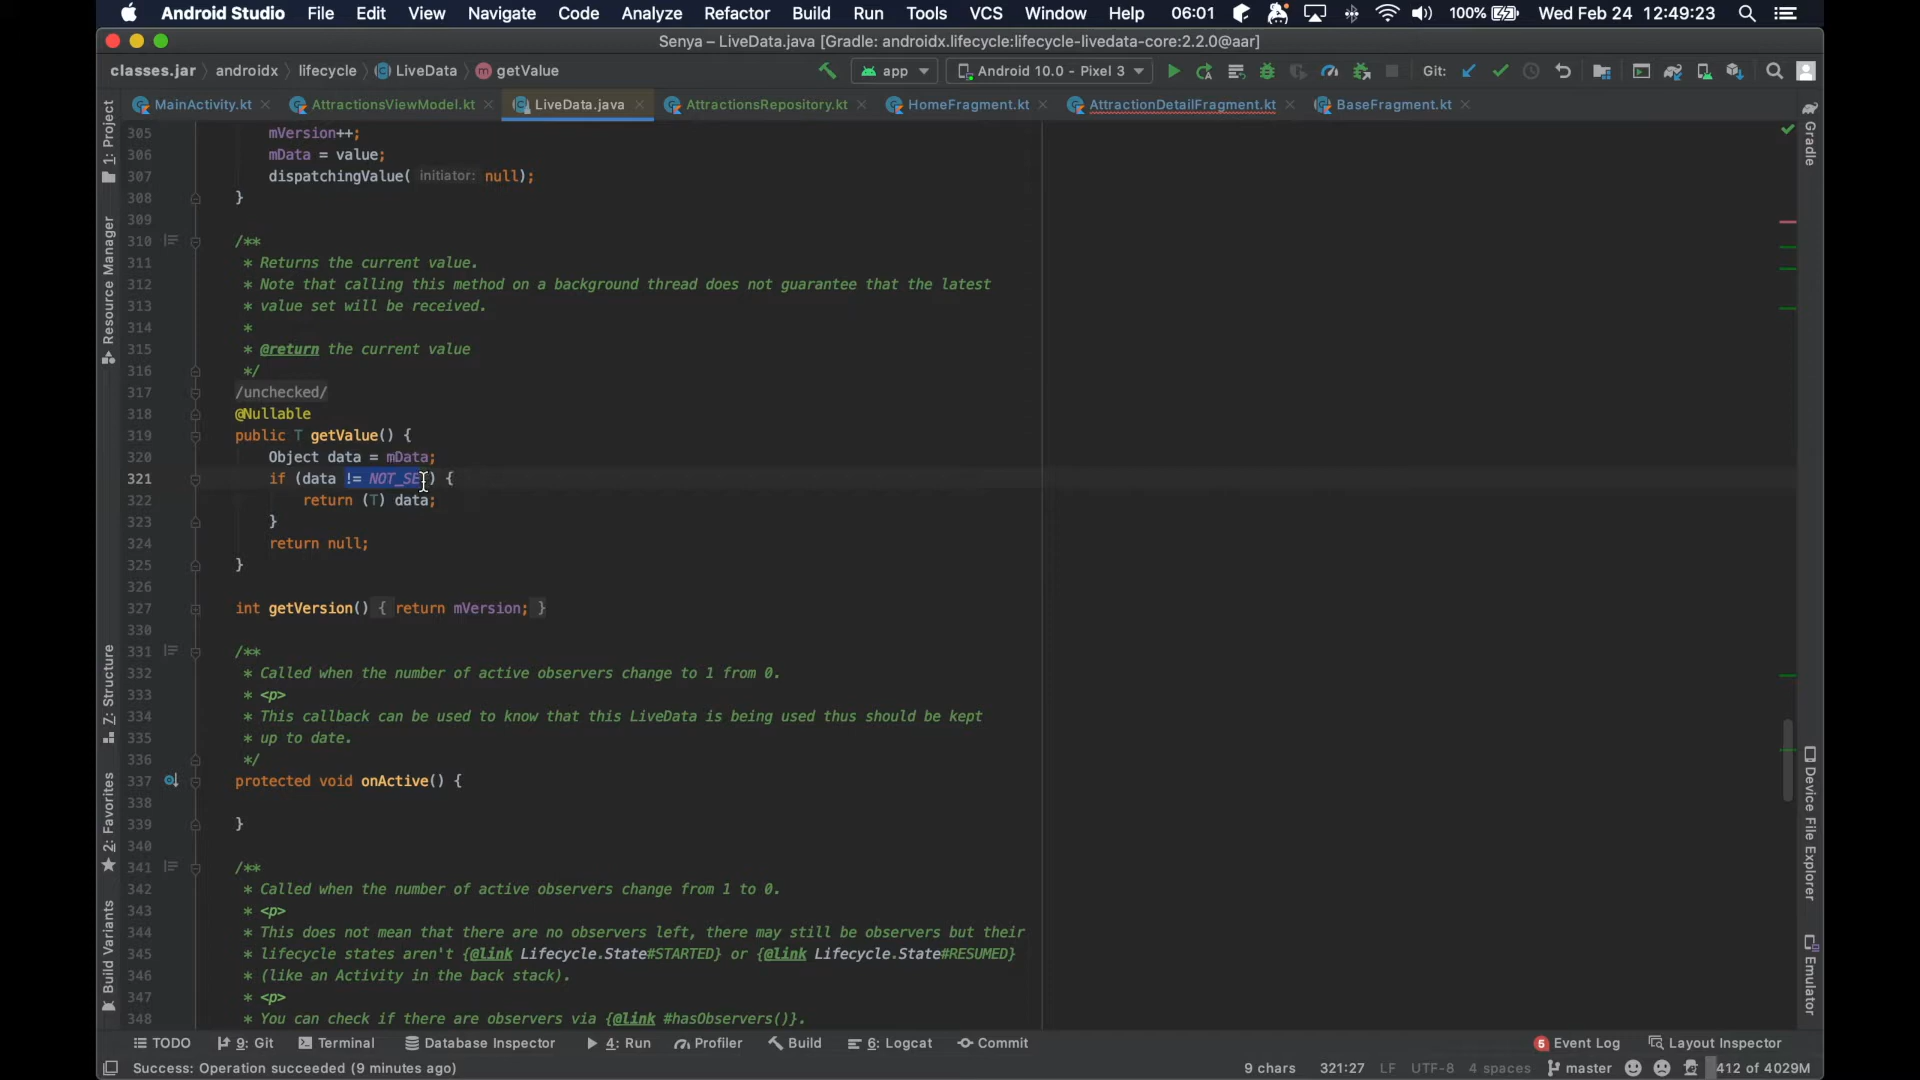 Android Studio File Edit View Navigate Code Analyze Refactor Build Run Tools VCS Window Help 06:01 100% Wed Feb 24 12:49:23
Senya – LiveData.java [Gradle: androidx.lifecycle:lifecycle-livedata-core:2.2.0@aar]
classes.jar androidx lifecycle LiveData getValue app Android 10.0 - Pixel 3 Git:
MainActivity.kt AttractionsViewModel.kt LiveData.java AttractionsRepository.kt HomeFragment.kt AttractionDetailFragment.kt BaseFragment.kt
1: Project
Resource Manager
Z: Structure
2: Favorites
Build Variants
305 mVersion++;
306 mData = value;
307 dispatchingValue( initiator: null);
308 }
309
310 /**
311 * Returns the current value.
312 * Note that calling this method on a background thread does not guarantee that the latest
313 * value set will be received.
314 *
315 * @return the current value
316 */
317 /unchecked/
318 @Nullable
319 public T getValue() {
320 Object data = mData;
321 if (data != NOT_SET) {
322 return (T) data;
323 }
324 return null;
325 }
326
327 int getVersion() { return mVersion; }
330
331 /**
332 * Called when the number of active observers change to 1 from 0.
333 * <p>
334 * This callback can be used to know that this LiveData is being used thus should be kept
335 * up to date.
336 */
337 protected void onActive() {
338
339 }
340
341 /**
342 * Called when the number of active observers change from 1 to 0.
343 * <p>
344 * This does not mean that there are no observers left, there may still be observers but their
345 * lifecycle states aren't {@link Lifecycle.State#STARTED} or {@link Lifecycle.State#RESUMED}
346 * (like an Activity in the back stack).
347 * <p>
348 * You can check if there are observers via {@link #hasObservers()}.
Gradle
Device File Explorer
Emulator
TODO 9: Git Terminal Database Inspector 4: Run Profiler Build 6: Logcat Commit 5 Event Log Layout Inspector
Success: Operation succeeded (9 minutes ago) 9 chars 321:27 LF UTF-8 4 spaces master 412 of 4029M